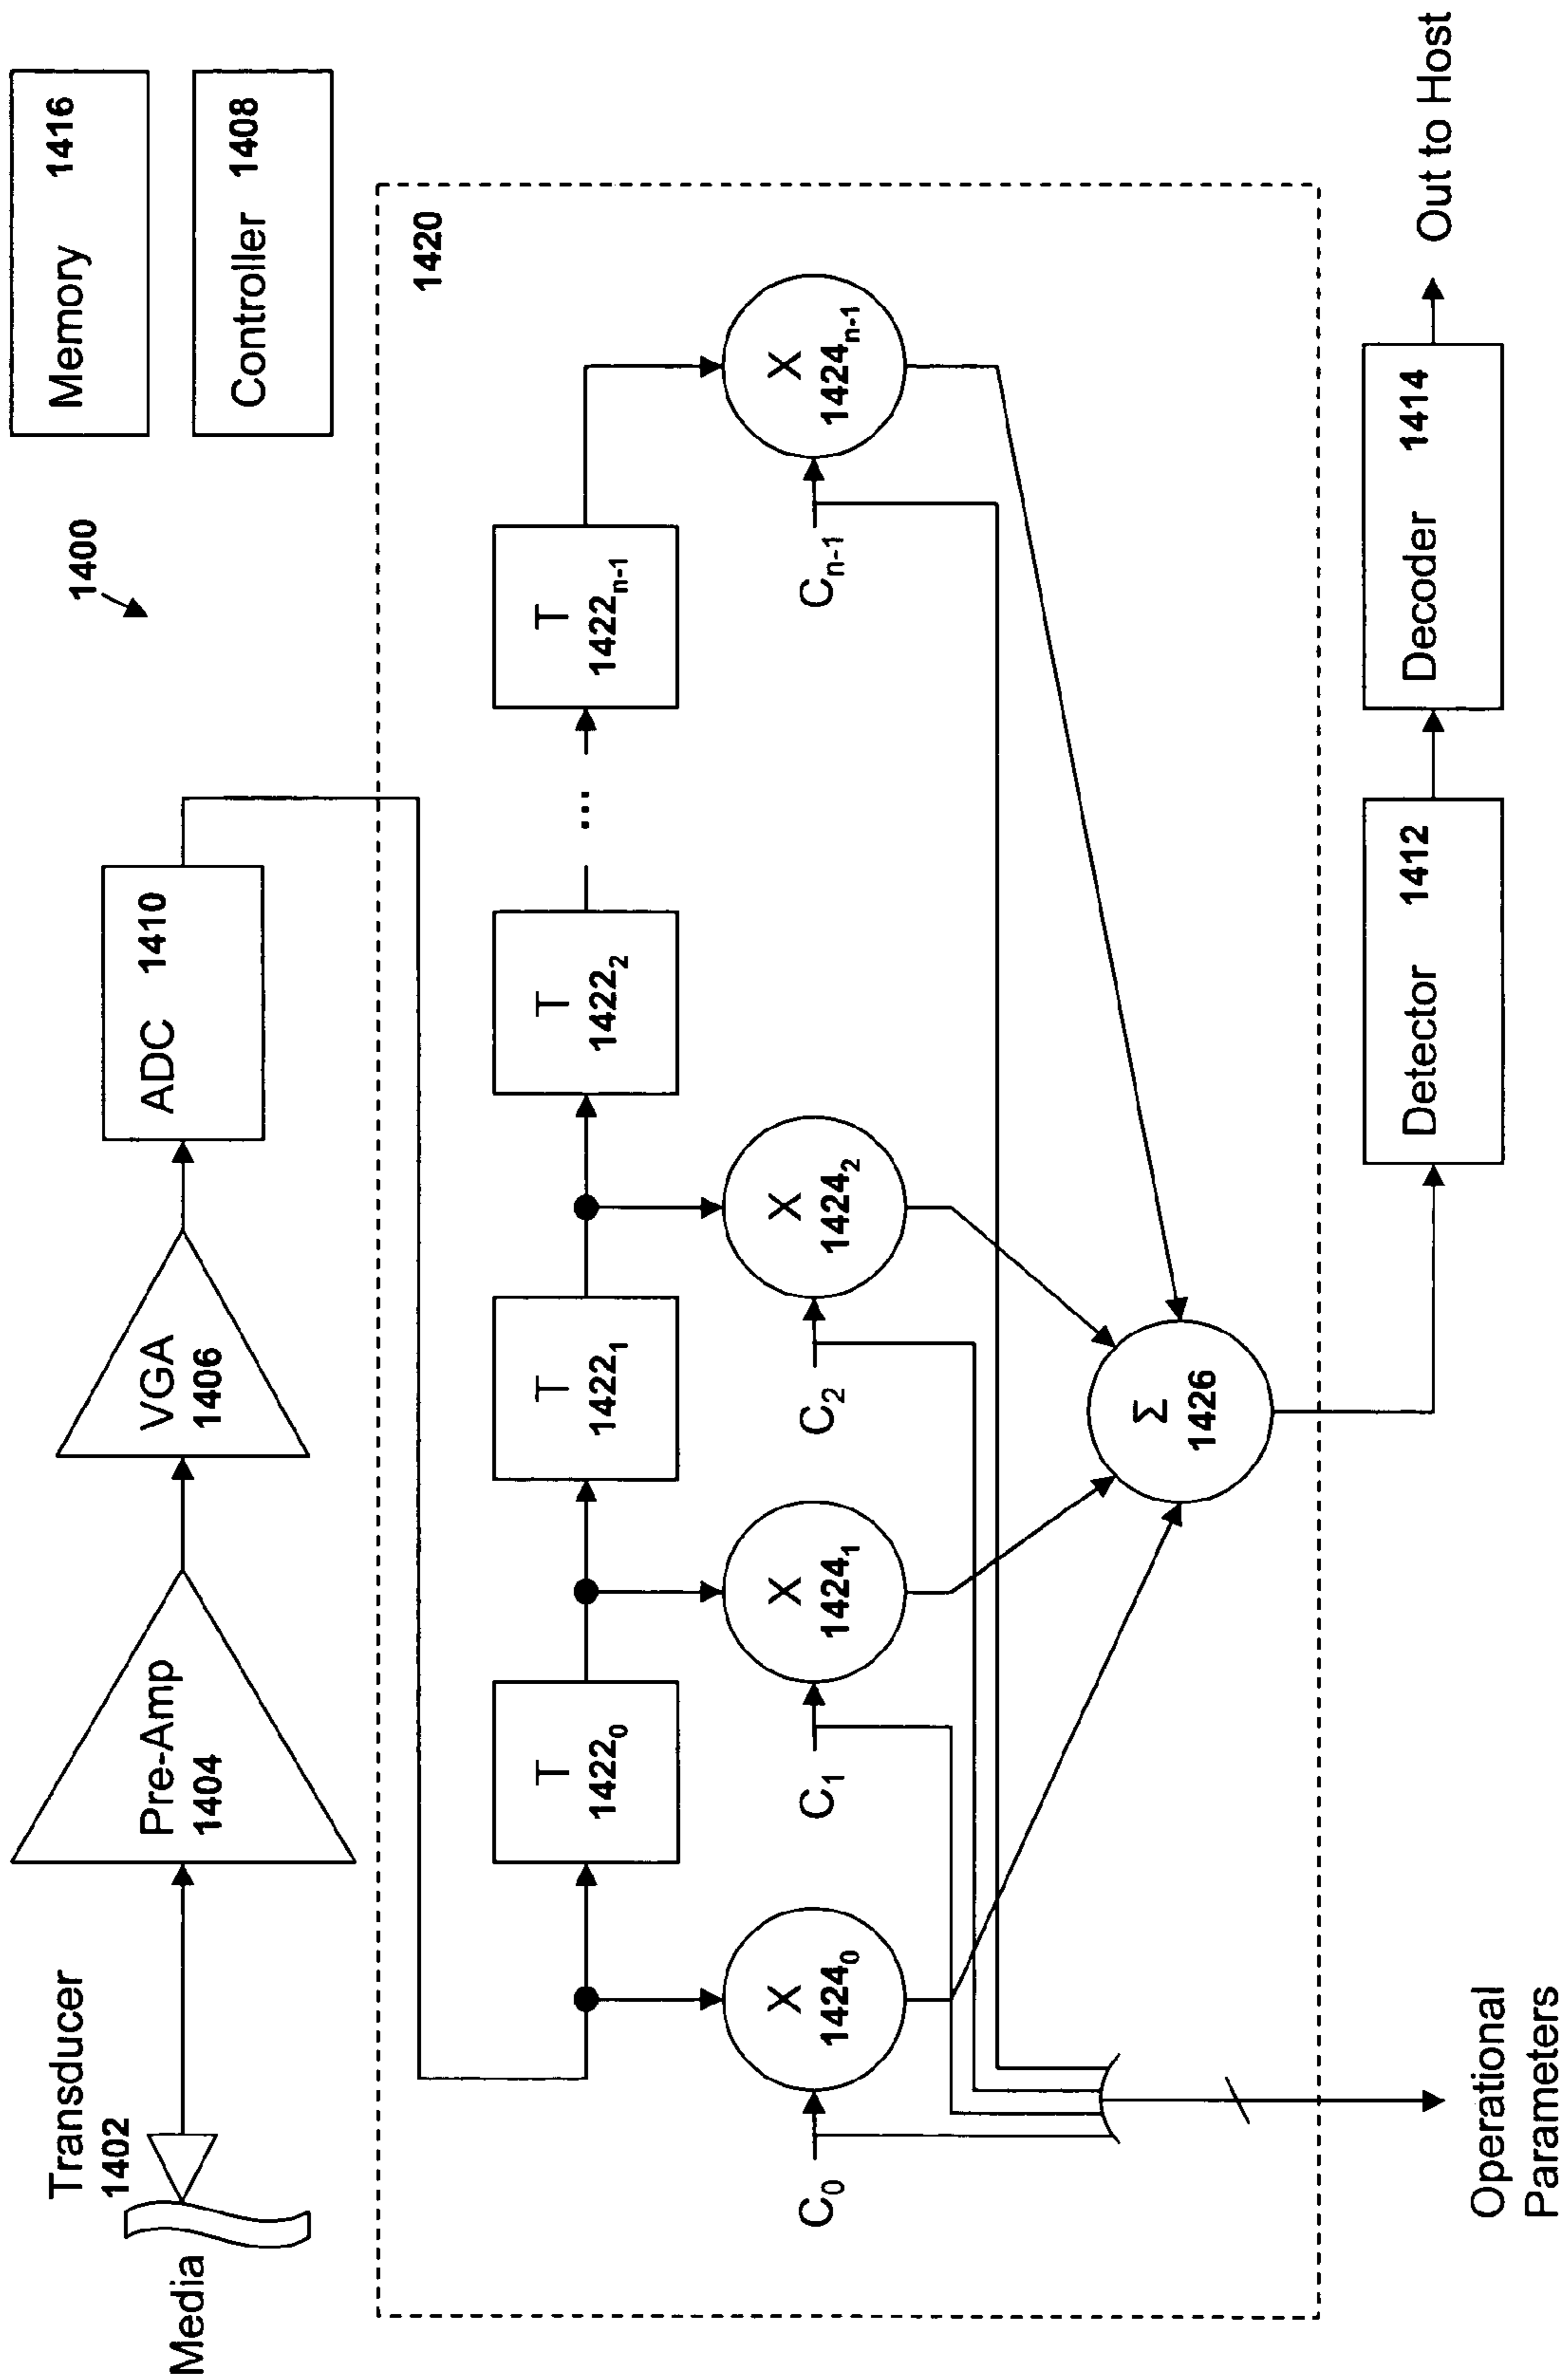 Memory 1416
Controller 1408
1400
Transducer
1402
Media
Pre-Amp
1404
VGA
1406
ADC 1410
1420
T
1422₀
T
1422₁
T
1422₂
...
T
1422ₙ₋₁
X
1424₀
X
1424₁
X
1424₂
X
1424ₙ₋₁
C₀
C₁
C₂
Cₙ₋₁
Σ
1426
Detector 1412
Decoder 1414
Out to Host
Operational
Parameters